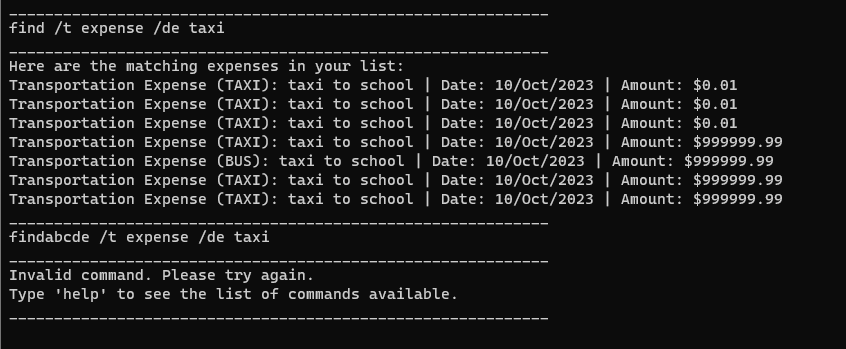 ____________________________________________________________
find /t expense /de taxi
____________________________________________________________
Here are the matching expenses in your list:
Transportation Expense (TAXI): taxi to school | Date: 10/Oct/2023 | Amount: $0.01
Transportation Expense (TAXI): taxi to school | Date: 10/Oct/2023 | Amount: $0.01
Transportation Expense (TAXI): taxi to school | Date: 10/Oct/2023 | Amount: $0.01
Transportation Expense (TAXI): taxi to school | Date: 10/Oct/2023 | Amount: $999999.99
Transportation Expense (BUS): taxi to school | Date: 10/Oct/2023 | Amount: $999999.99
Transportation Expense (TAXI): taxi to school | Date: 10/Oct/2023 | Amount: $999999.99
Transportation Expense (TAXI): taxi to school | Date: 10/Oct/2023 | Amount: $999999.99
____________________________________________________________
findabcde /t expense /de taxi
____________________________________________________________
Invalid command. Please try again.
Type 'help' to see the list of commands available.
____________________________________________________________